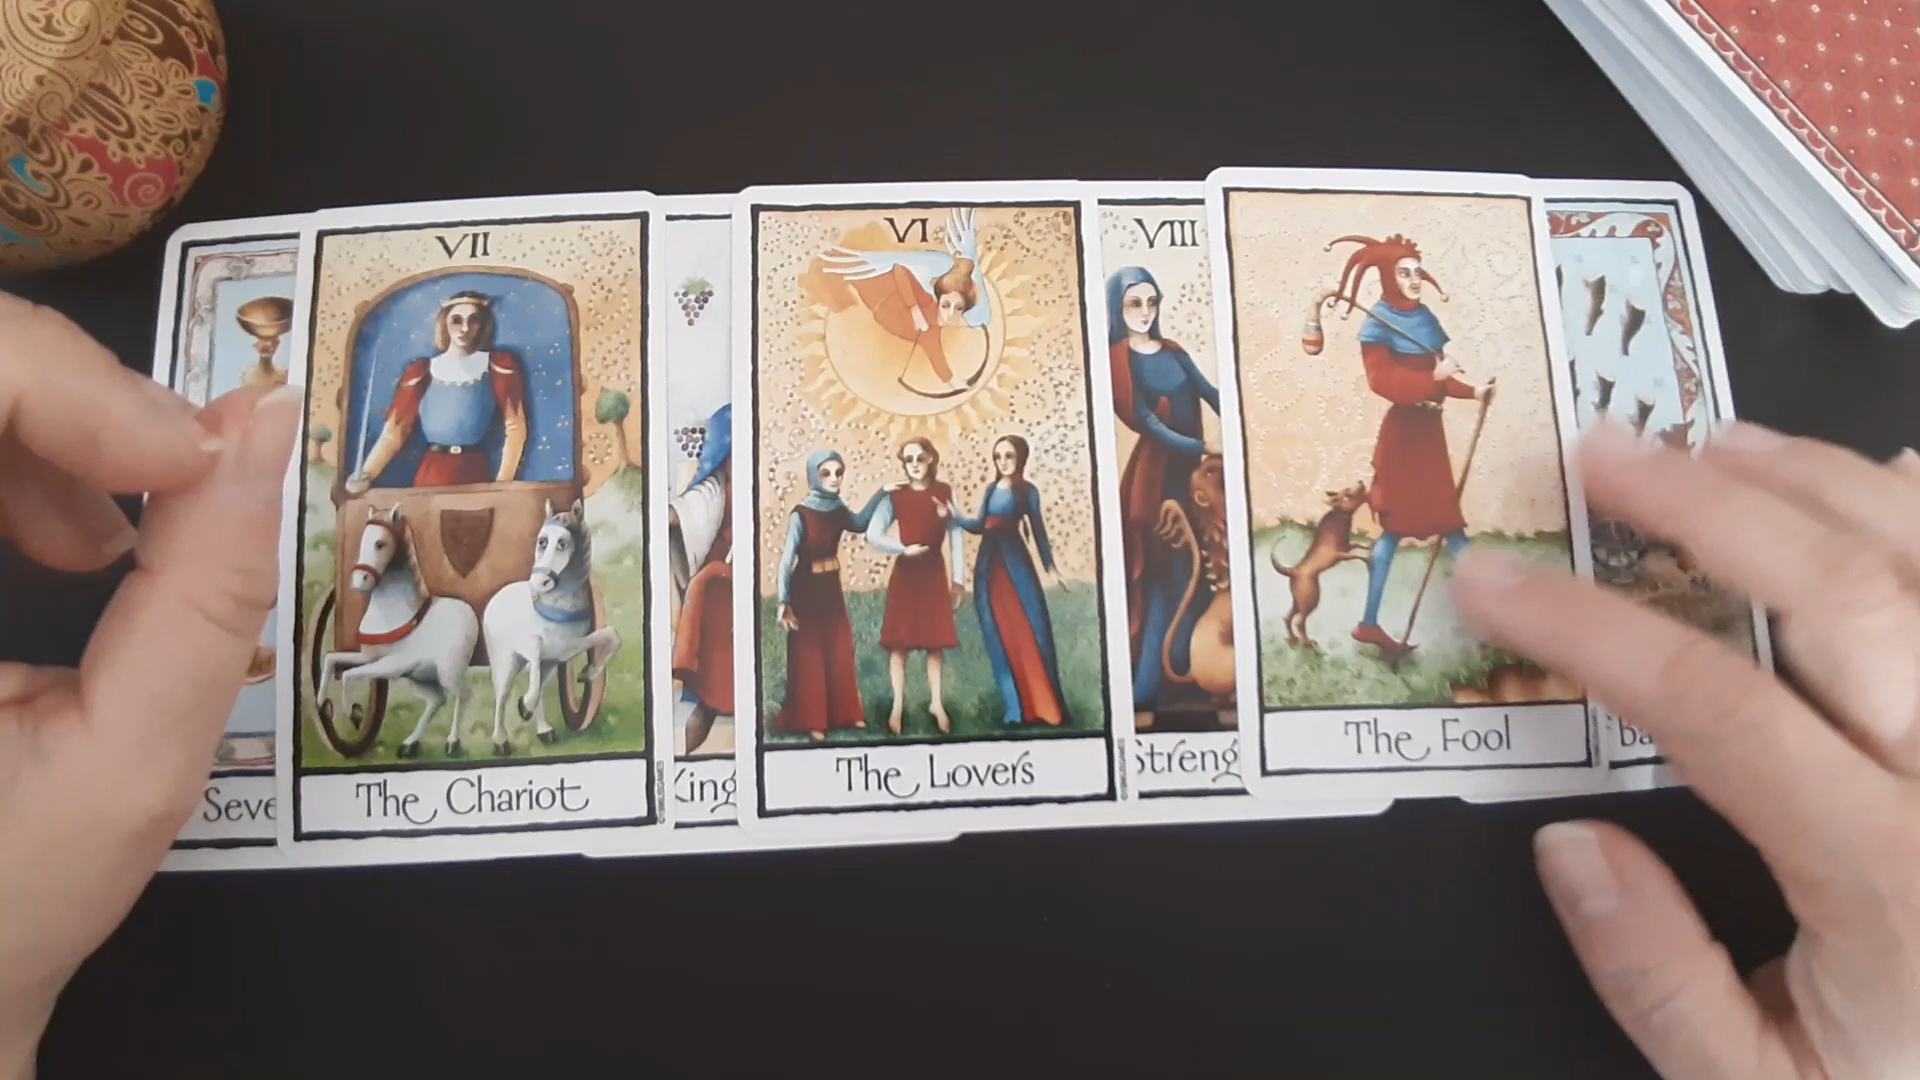 VII
VI
VIII
Seve
The Chariot
King
The Lovers
Streng
The Fool